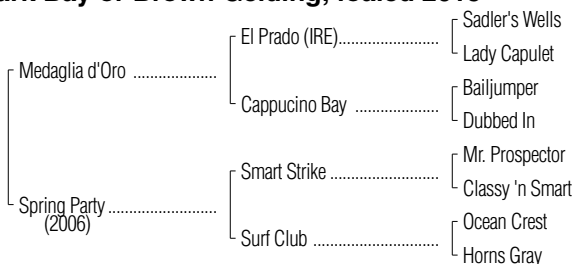 Sadler's Wells
El Prado (IRE)........................
Lady Capulet
Medaglia d'Oro ....................
Bailjumper
Cappucino Bay ....................
Dubbed In
Mr. Prospector
Smart Strike ..........................
Classy 'n Smart
Spring Party ..........................
(2006)
Ocean Crest
Surf Club ..............................
Horns Gray